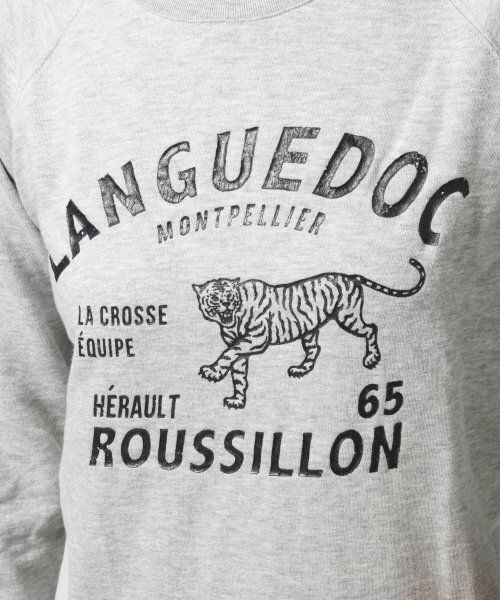 LANGUEDOC
MONTPELLIER
LA CROSSE
ÉQUIPE
HÉRAULT
65
ROUSSILLON